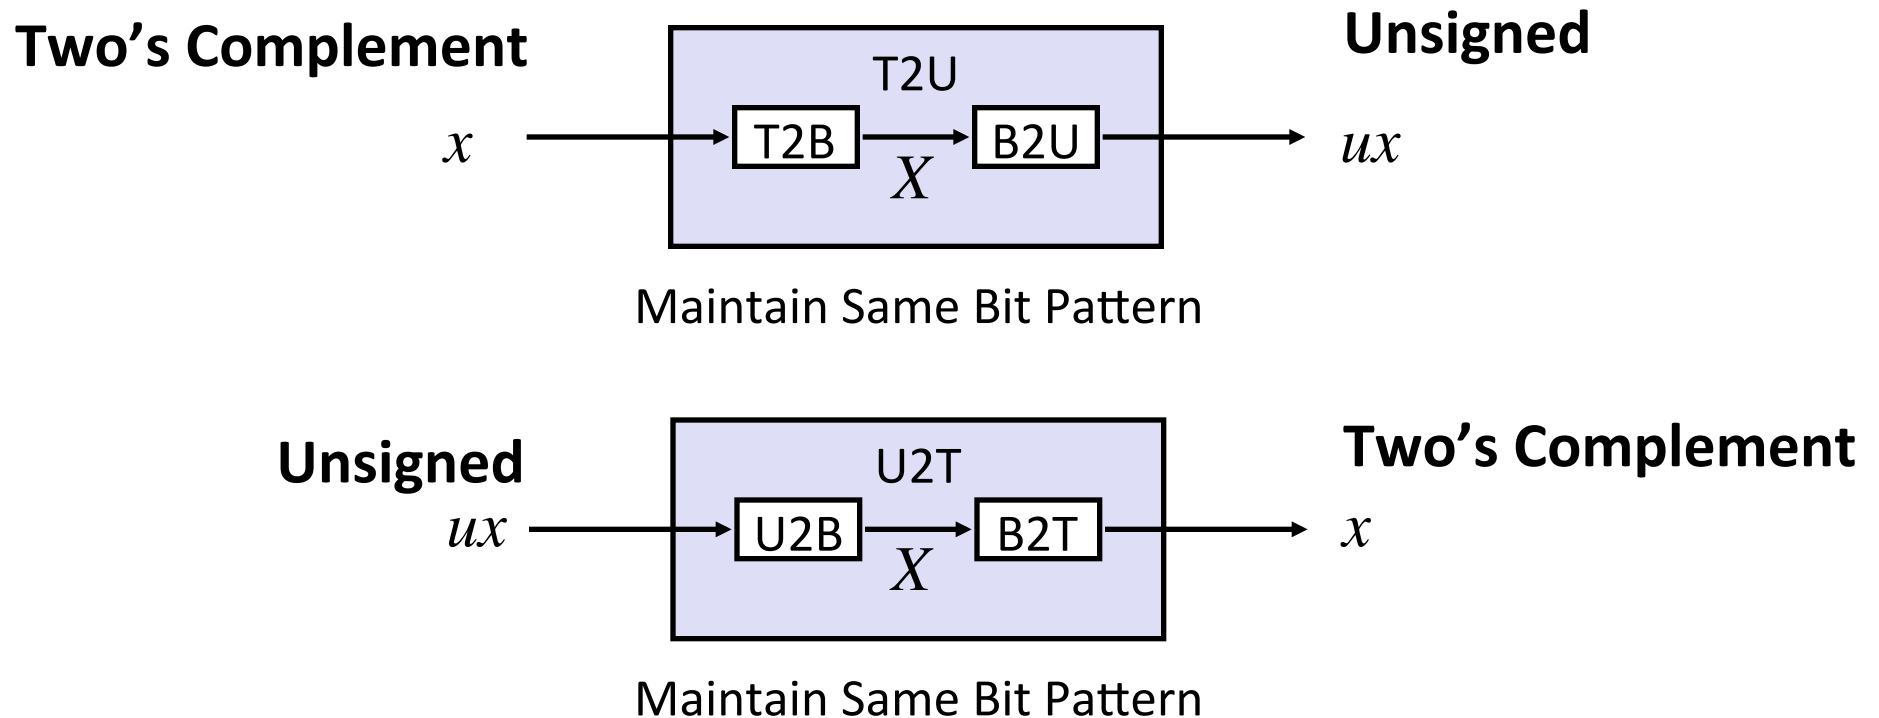 Two’s Complement
Unsigned
T2U
x
T2B
B2U
ux
X
Maintain Same Bit Pattern
Unsigned
Two’s Complement
U2T
ux
U2B
B2T
x
X
Maintain Same Bit Pattern